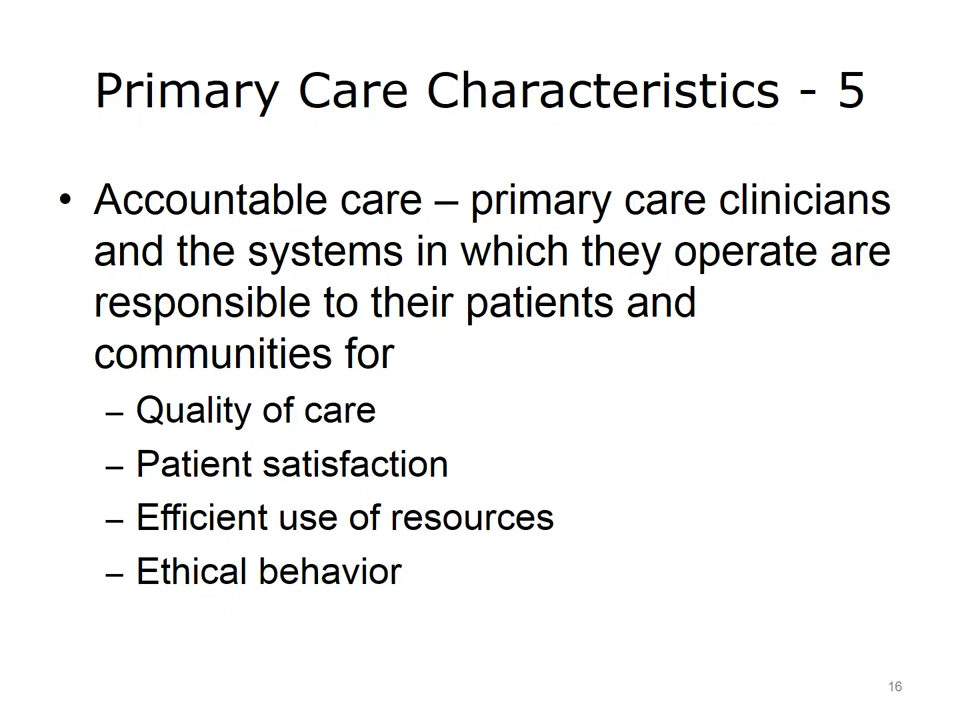 Primary Care Characteristics - 5
• Accountable care – primary care clinicians
and the systems in which they operate are
responsible to their patients and
communities for
– Quality of care
– Patient satisfaction
– Efficient use of resources
– Ethical behavior
16